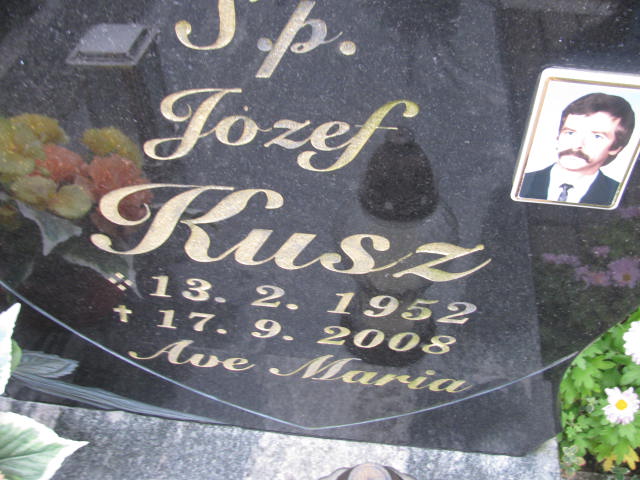 Ś.p.
Józef
Kusz
13. 2. 1952
17. 9. 2008
Ave Maria